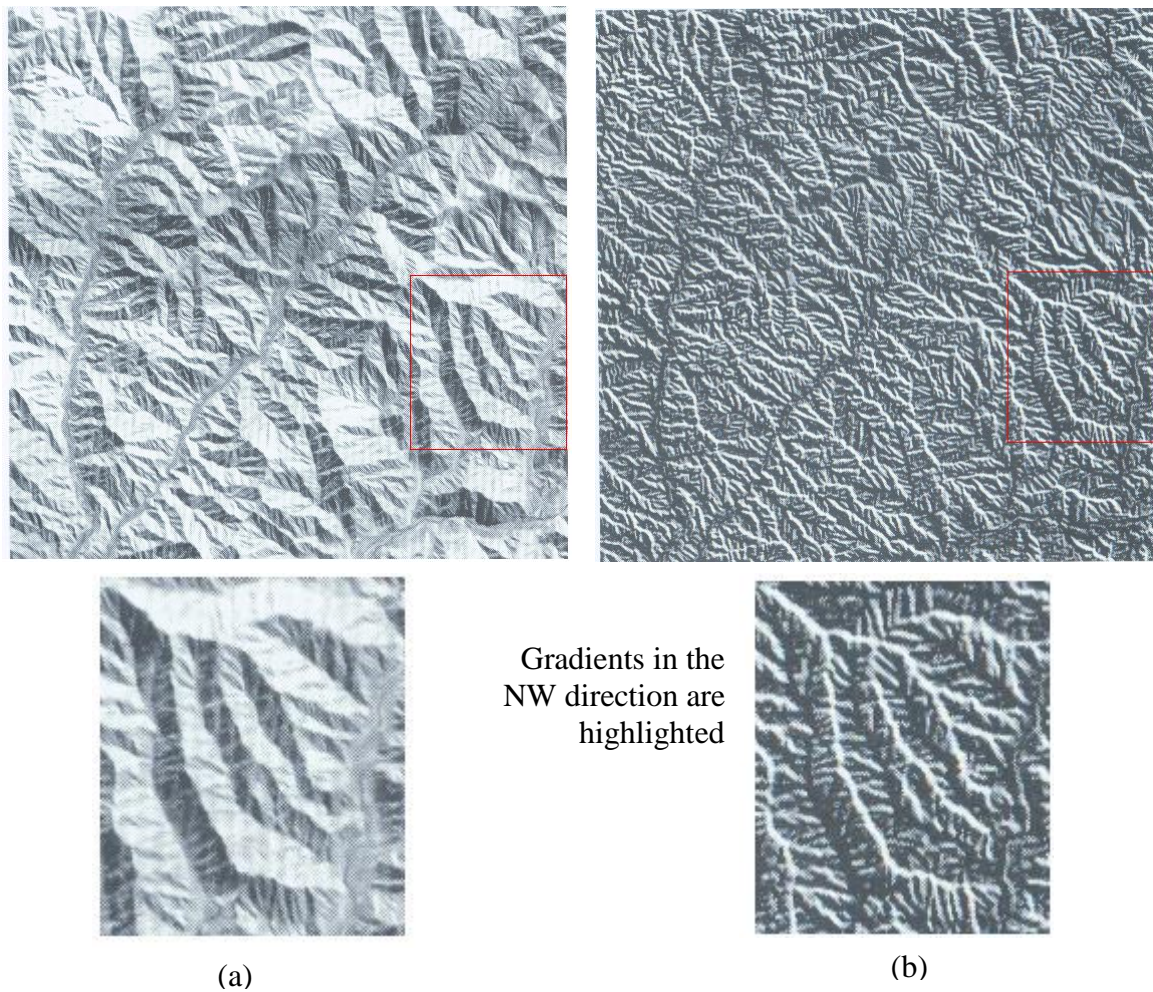 Gradients in the
NW direction are
highlighted
(a)
(b)